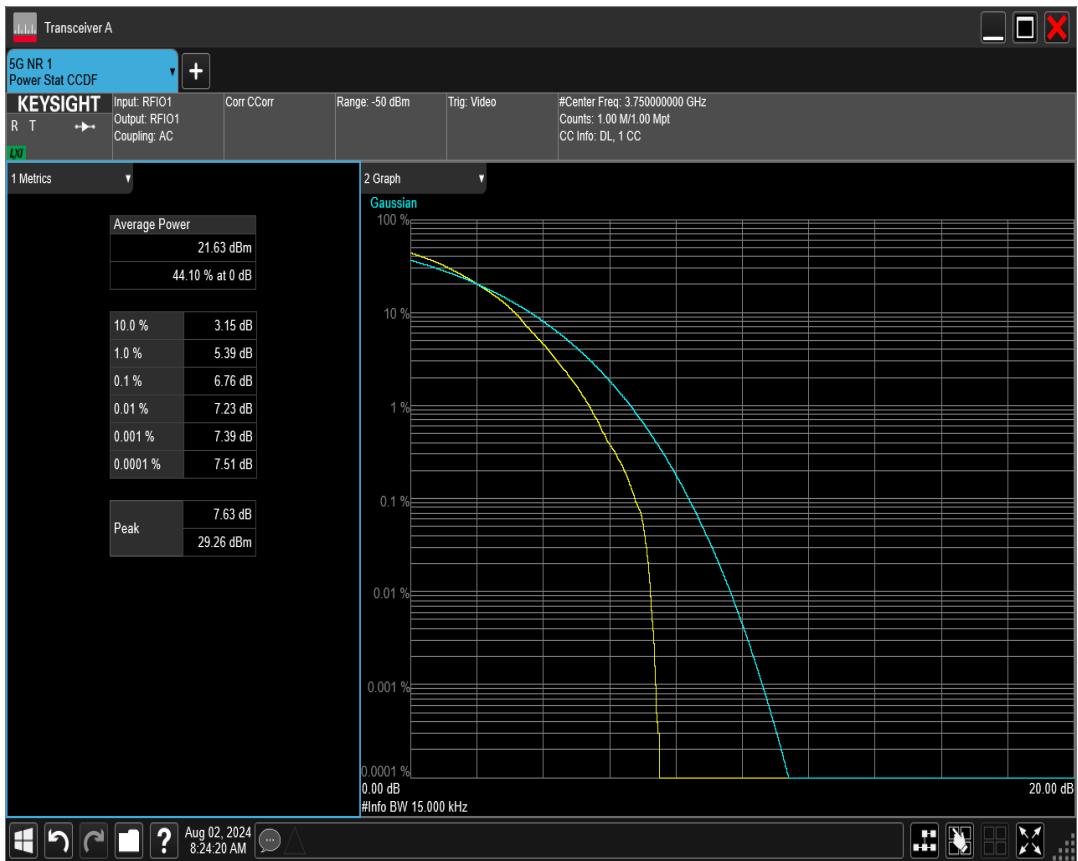 Transceiver A
5G NR 1
Power Stat CCDF
+
KEYSIGHT
R T
LXI
Input: RFIO1
Output: RFIO1
Coupling: AC
Corr CCorr
Range: -50 dBm
Trig: Video
#Center Freq: 3.750000000 GHz
Counts: 1.00 M/1.00 Mpt
CC Info: DL, 1 CC
1 Metrics
Average Power
21.63 dBm
44.10 % at 0 dB
10.0 % 3.15 dB
1.0 % 5.39 dB
0.1 % 6.76 dB
0.01 % 7.23 dB
0.001 % 7.39 dB
0.0001 % 7.51 dB
Peak 7.63 dB
29.26 dBm
2 Graph
Gaussian
100 %
10 %
1 %
0.1 %
0.01 %
0.001 %
0.0001 %
0.00 dB 20.00 dB
#Info BW 15.000 kHz
?
Aug 02, 2024
8:24:20 AM